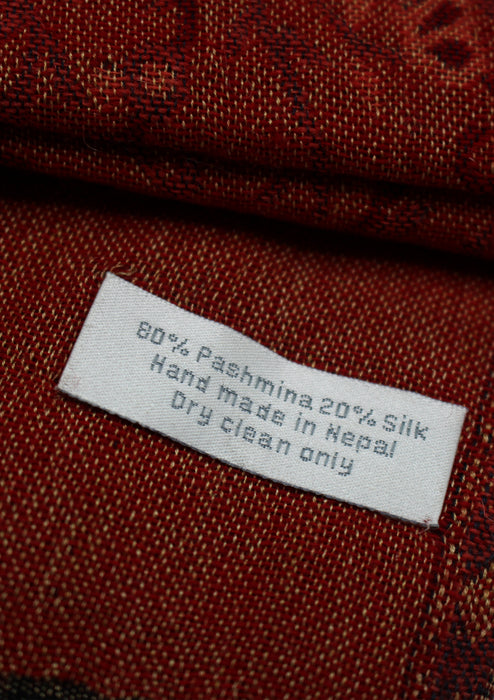 80% Pashmina 20% Silk
Hand made in Nepal
Dry clean only